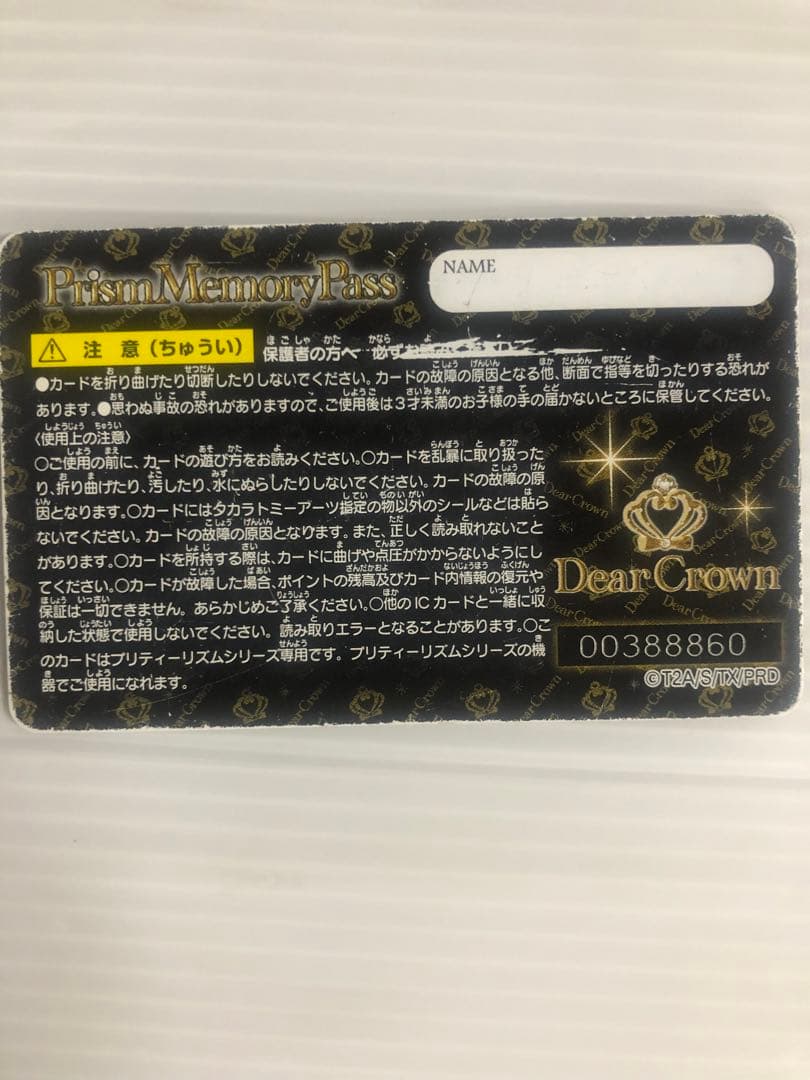 Prism Memory Pass
NAME
注 意(ちゅうい) 保護者の方へ 必ず
●カードを折り曲げたり切断したりしないでください。カードの故障の原因となる他、断面で指等を切ったりする恐れが
あります。●思わぬ事故の恐れがありますので、ご使用後は3才未満のお子様の手の届かないところに保管してください。
〈使用上の注意〉
○ご使用の前に、カードの遊び方をお読みください。○カードを乱暴に取り扱った
り、折り曲げたり、汚したり、水にぬらしたりしないでください。カードの故障の原
因となります。○カードにはタカラトミーアーツ指定の物以外のシールなどは貼ら
ないでください。カードの故障の原因となります。また、正しく読み取れないこと
があります。○カードを所持する際は、カードに曲げや点圧がかからないようにし
てください。○カードが故障した場合、ポイントの残高及びカード内情報の復元や
保証は一切できません。あらかじめご了承ください。○他のICカードと一緒に収
納した状態で使用しないでください。読み取りエラーとなることがあります。○こ
のカードはプリティーリズムシリーズ専用です。プリティーリズムシリーズの機
器でご使用になれます。
Dear Crown
00388860
©T2A/S/TX/PRD